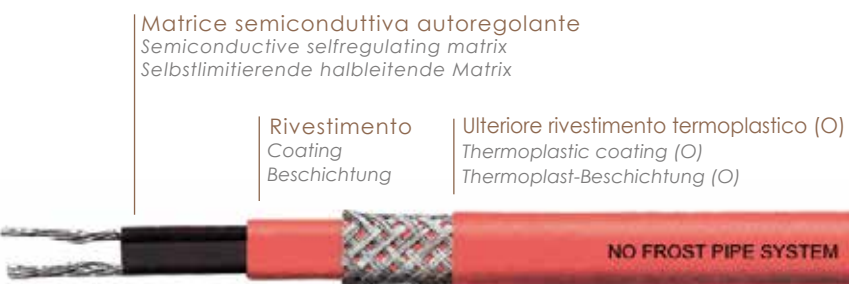 Matrice semiconduttiva autoregolante
Semiconductive selfregulating matrix
Selbstlimitierende halbleitende Matrix
Rivestimento
Coating
Beschichtung
Ulteriore rivestimento termoplastico (O)
Thermoplastic coating (O)
Thermoplast-Beschichtung (O)
NO FROST PIPE SYSTEM